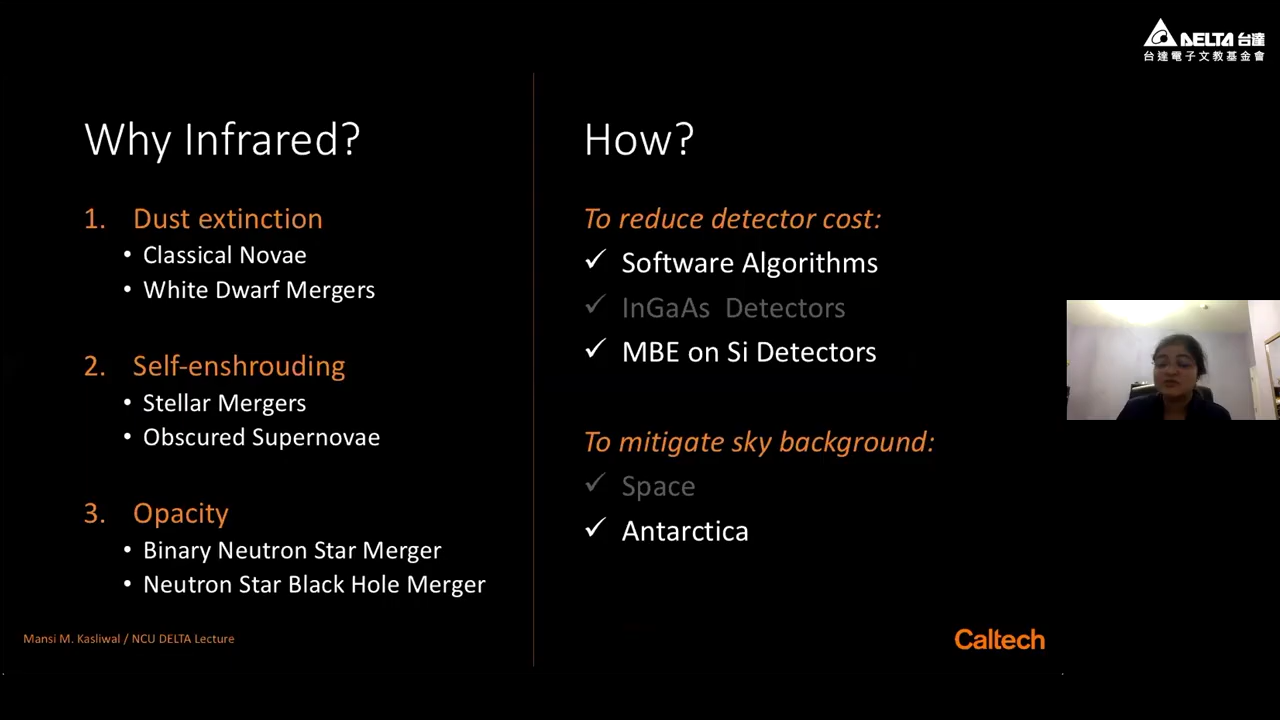 DELTA 台達
台達電子文教基金會
Why Infrared?
1. Dust extinction
• Classical Novae
• White Dwarf Mergers
2. Self-enshrouding
• Stellar Mergers
• Obscured Supernovae
3. Opacity
• Binary Neutron Star Merger
• Neutron Star Black Hole Merger
How?
To reduce detector cost:
✓ Software Algorithms
✓ InGaAs Detectors
✓ MBE on Si Detectors
To mitigate sky background:
✓ Space
✓ Antarctica
Mansi M. Kasliwal / NCU DELTA Lecture
Caltech